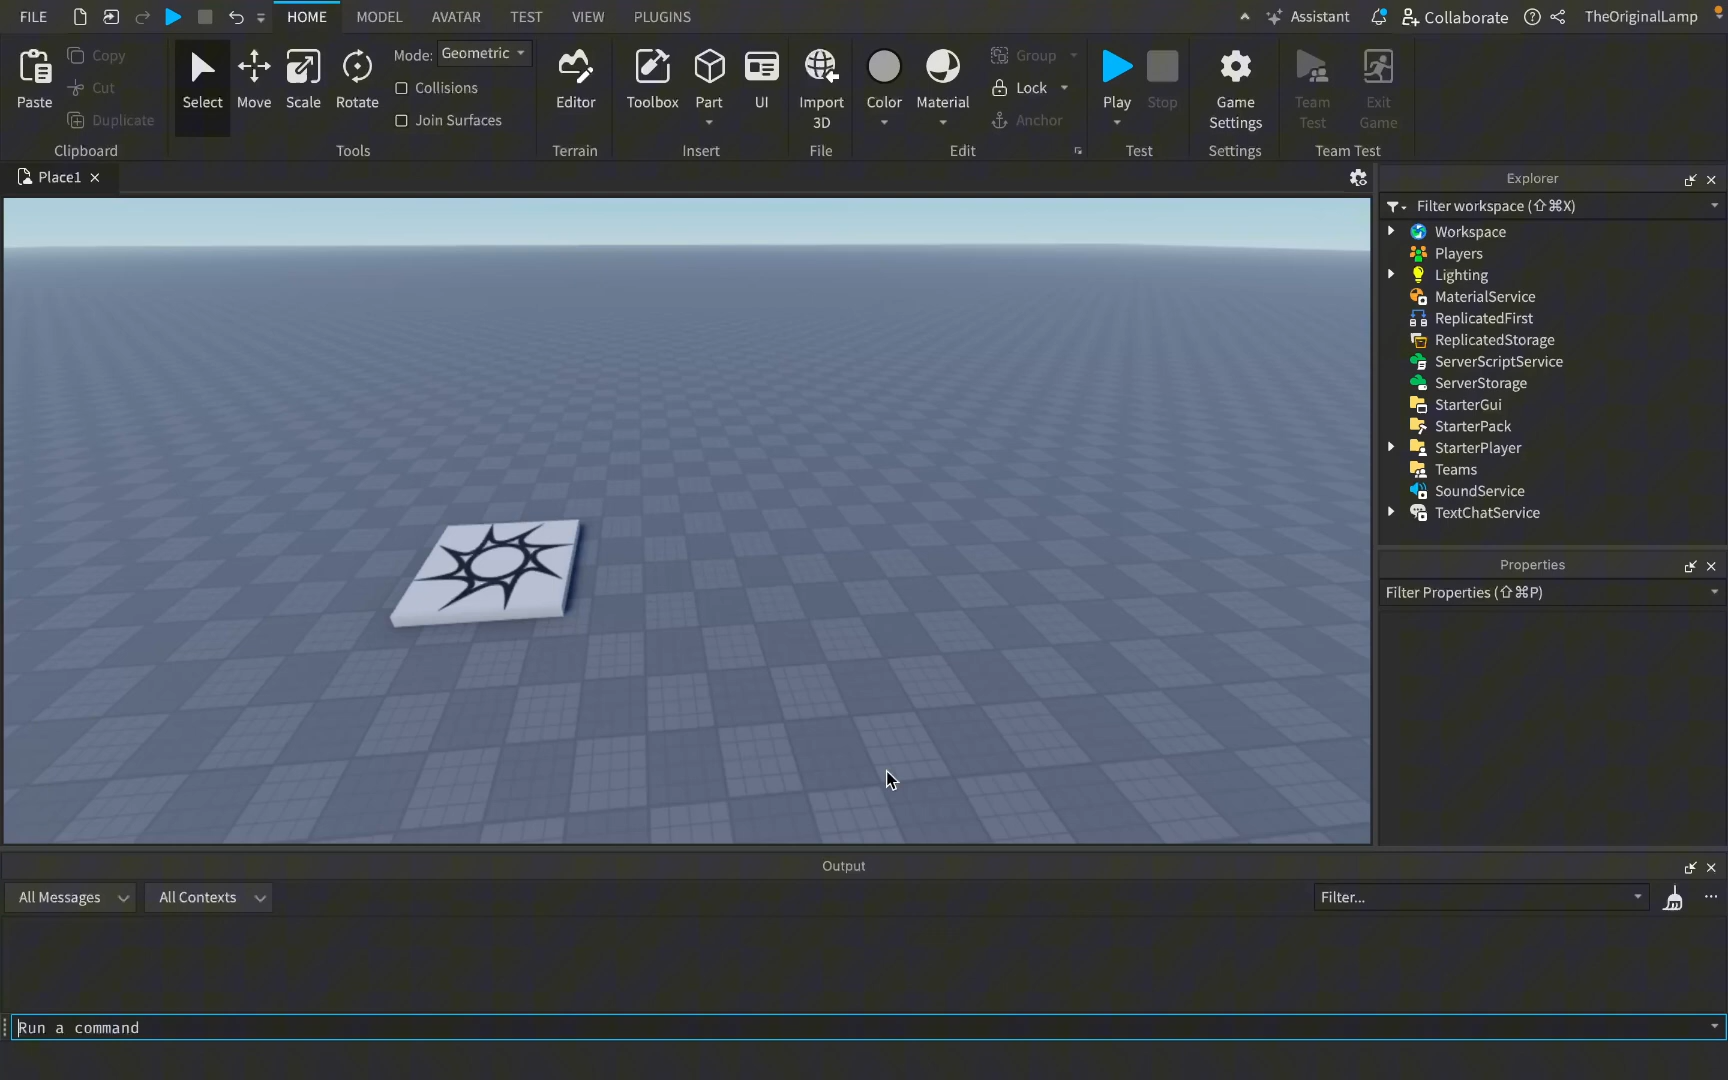 FILE HOME MODEL AVATAR TEST VIEW PLUGINS Assistant Collaborate TheOriginalLamp
Paste
Copy
Cut
Duplicate
Clipboard
Select Move Scale Rotate
Mode: Geometric
Collisions
Join Surfaces
Tools
Editor
Terrain
Toolbox Part UI
Insert
Import
3D
File
Color Material
Group
Lock
Anchor
Edit
Play Stop
Test
Game
Settings
Settings
Team
Test
Exit
Game
Team Test
Place1
Explorer
Filter workspace (⇧⌘X)
Workspace
Players
Lighting
MaterialService
ReplicatedFirst
ReplicatedStorage
ServerScriptService
ServerStorage
StarterGui
StarterPack
StarterPlayer
Teams
SoundService
TextChatService
Properties
Filter Properties (⇧⌘P)
Output
All Messages All Contexts Filter...
Run a command